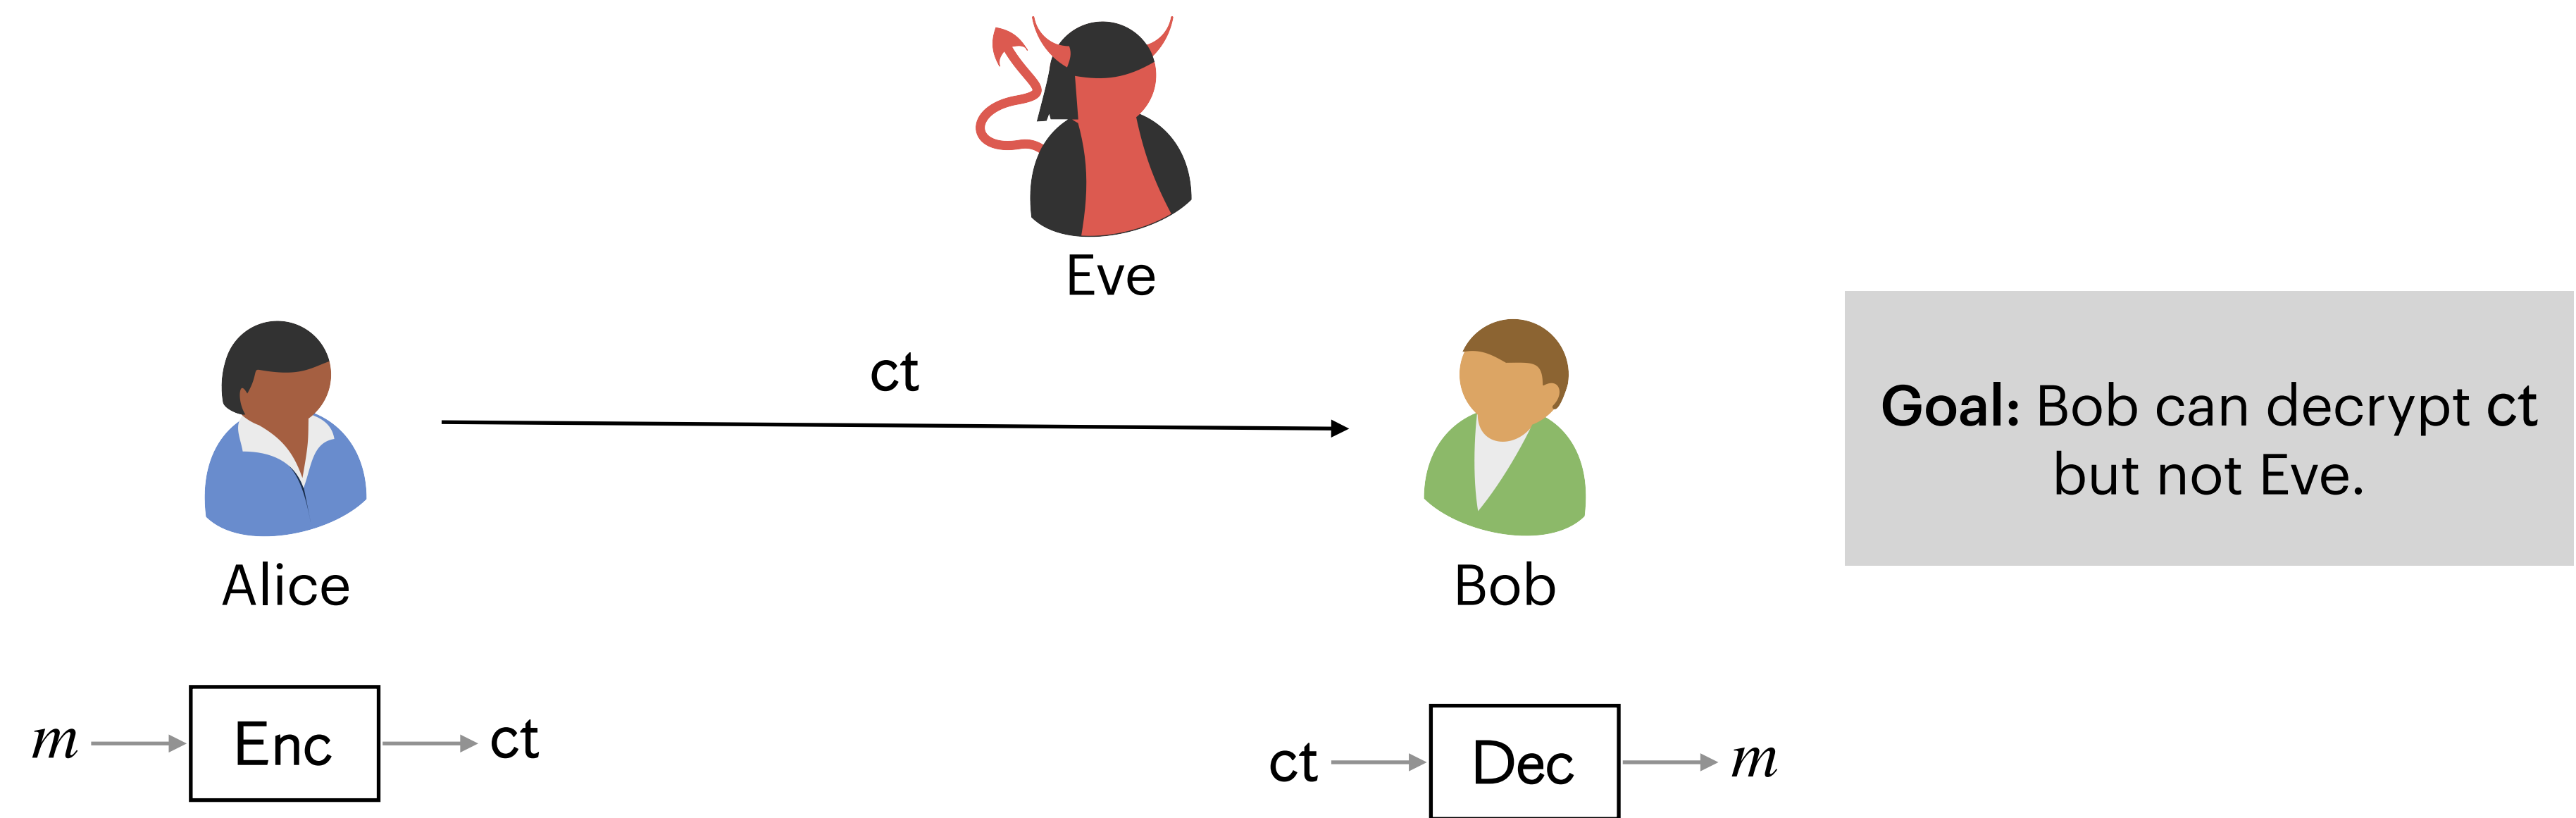 Eve
ct
Goal: Bob can decrypt ct
but not Eve.
Alice
Bob
m
Enc
ct
ct
Dec
m